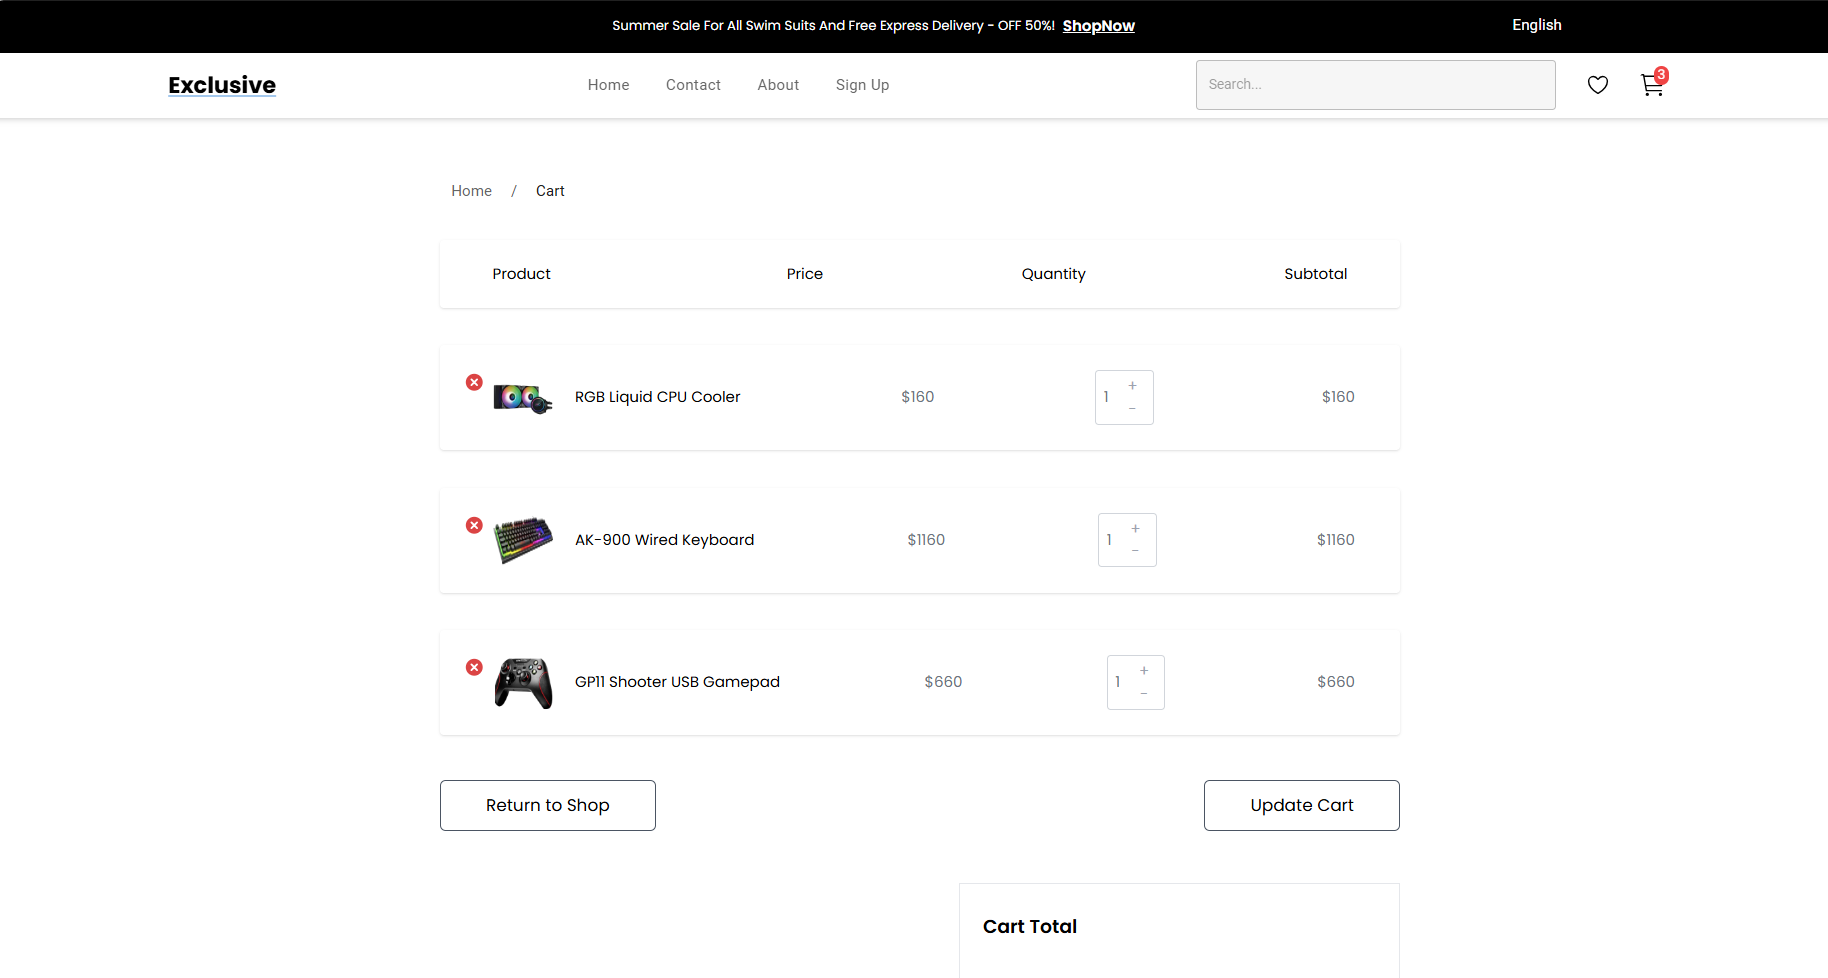 Summer Sale For All Swim Suits And Free Express Delivery - OFF 50%! ShopNow English
Exclusive Home Contact About Sign Up Search... 3
Home / Cart
Product Price Quantity Subtotal
RGB Liquid CPU Cooler $160 1 + - $160
AK-900 Wired Keyboard $1160 1 + - $1160
GP11 Shooter USB Gamepad $660 1 + - $660
Return to Shop Update Cart
Cart Total